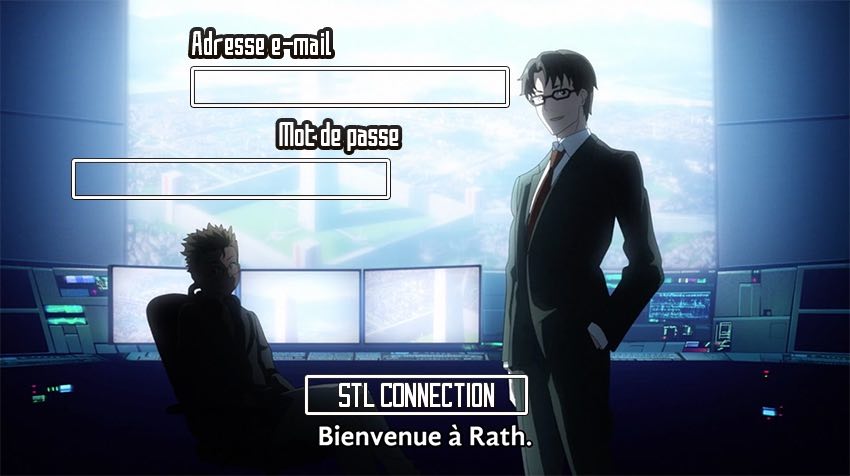 Adresse e-mail
Mot de passe
STL CONNECTION
Bienvenue à Rath.